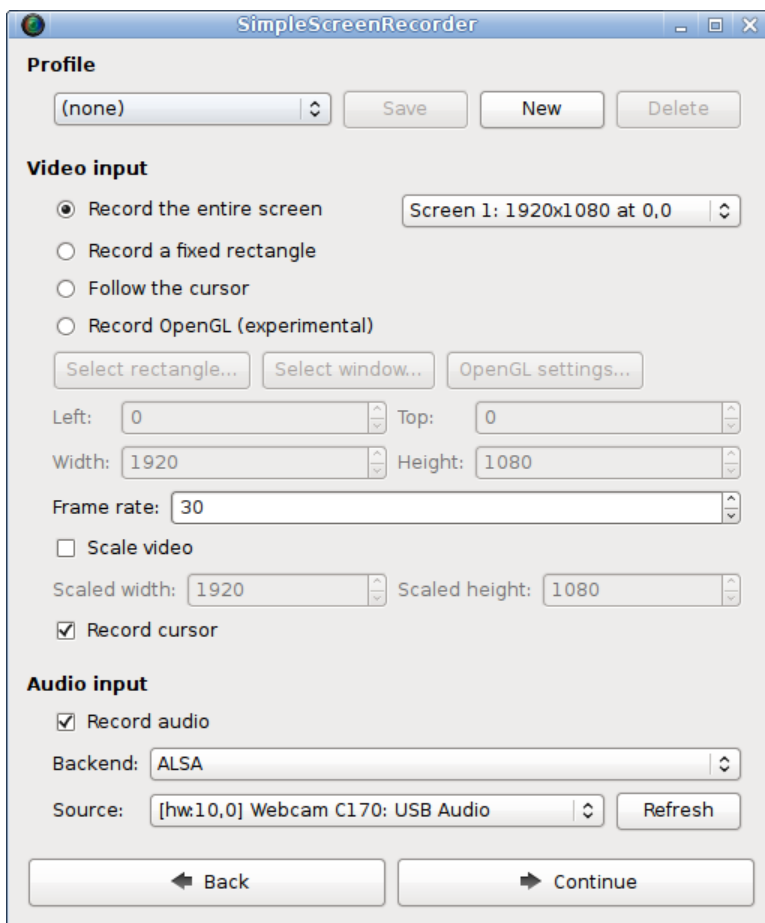 SimpleScreenRecorder
Profile
(none) Save New Delete
Video input
Record the entire screen Screen 1: 1920x1080 at 0,0
Record a fixed rectangle
Follow the cursor
Record OpenGL (experimental)
Select rectangle... Select window... OpenGL settings...
Left: 0 Top: 0
Width: 1920 Height: 1080
Frame rate: 30
Scale video
Scaled width: 1920 Scaled height: 1080
Record cursor
Audio input
Record audio
Backend: ALSA
Source: [hw:10,0] Webcam C170: USB Audio Refresh
Back Continue